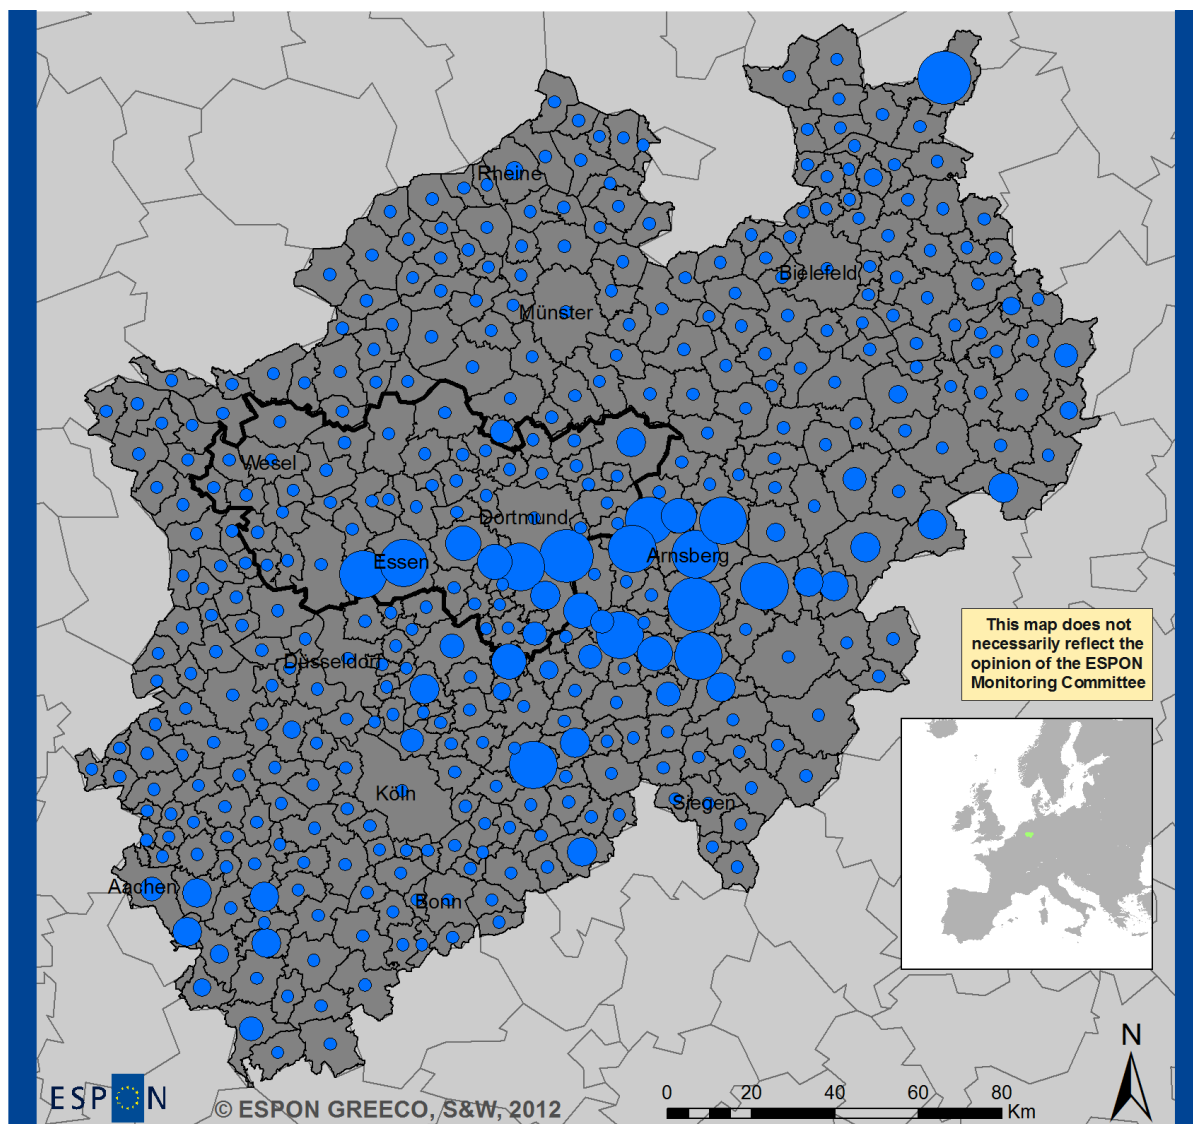 Rheine
Bielefeld
Münster
Wesel
Dortmund
Essen
Arnsberg
This map does not
necessarily reflect the
opinion of the ESPON
Monitoring Committee
Düsseldorf
Köln
Siegen
Aachen
Bonn
N
ESPON
© ESPON GREECO, S&W, 2012
0 20 40 60 80
Km